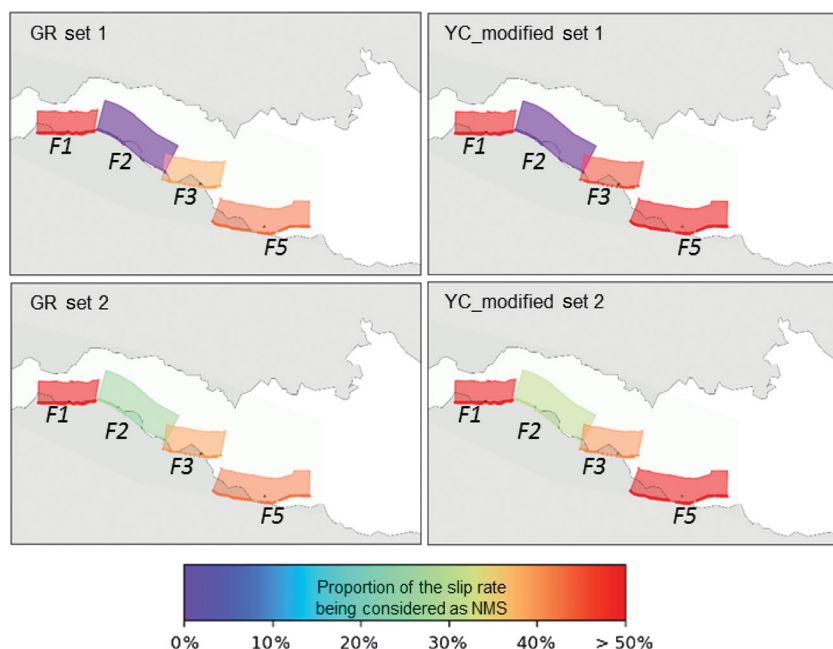 GR set 1
F1
F2
F3
F5
YC_modified set 1
F1
F2
F3
F5
GR set 2
F1
F2
F3
F5
YC_modified set 2
F1
F2
F3
F5
Proportion of the slip rate
being considered as NMS
0% 10% 20% 30% 40% > 50%